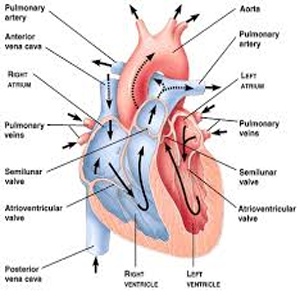 Pulmonary
artery
Anterior
vena cava
RIGHT
ATRIUM
Pulmonary
veins
Semilunar
valve
Atrioventricular
valve
Posterior
vena cava
Aorta
Pulmonary
artery
LEFT
ATRIUM
Pulmonary
veins
Semilunar
valve
Atrioventricular
valve
RIGHT
VENTRICLE
LEFT
VENTRICLE